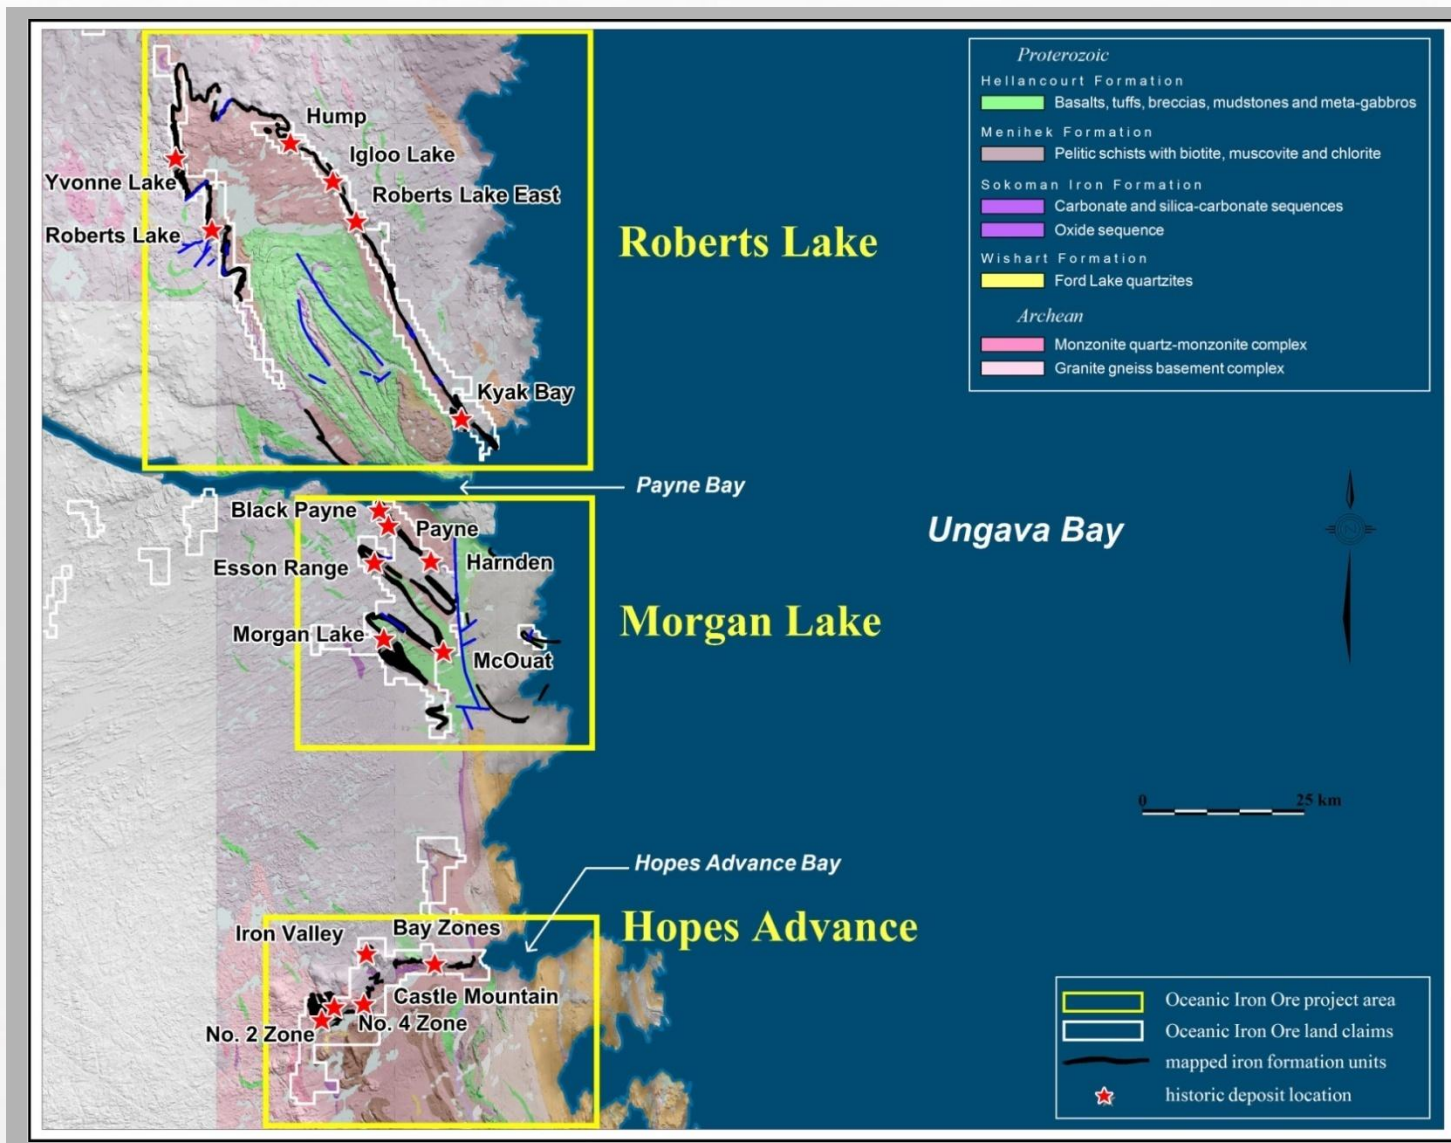 Proterozoic
Hellancourt Formation
Basalts, tuffs, breccias, mudstones and meta-gabbros
Menihek Formation
Pelitic schists with biotite, muscovite and chlorite
Sokoman Iron Formation
Carbonate and silica-carbonate sequences
Oxide sequence
Wishart Formation
Ford Lake quartzites
Archean
Monzonite quartz-monzonite complex
Granite gneiss basement complex
Hump
Igloo Lake
Yvonne Lake
Roberts Lake East
Roberts Lake
Roberts Lake
Kyak Bay
Payne Bay
Black Payne
Payne
Ungava Bay
N
Esson Range
Harnden
Morgan Lake
Morgan Lake
McOuat
0 25 km
Hopes Advance Bay
Hopes Advance
Iron Valley
Bay Zones
Castle Mountain
No. 2 Zone
No. 4 Zone
Oceanic Iron Ore project area
Oceanic Iron Ore land claims
mapped iron formation units
historic deposit location